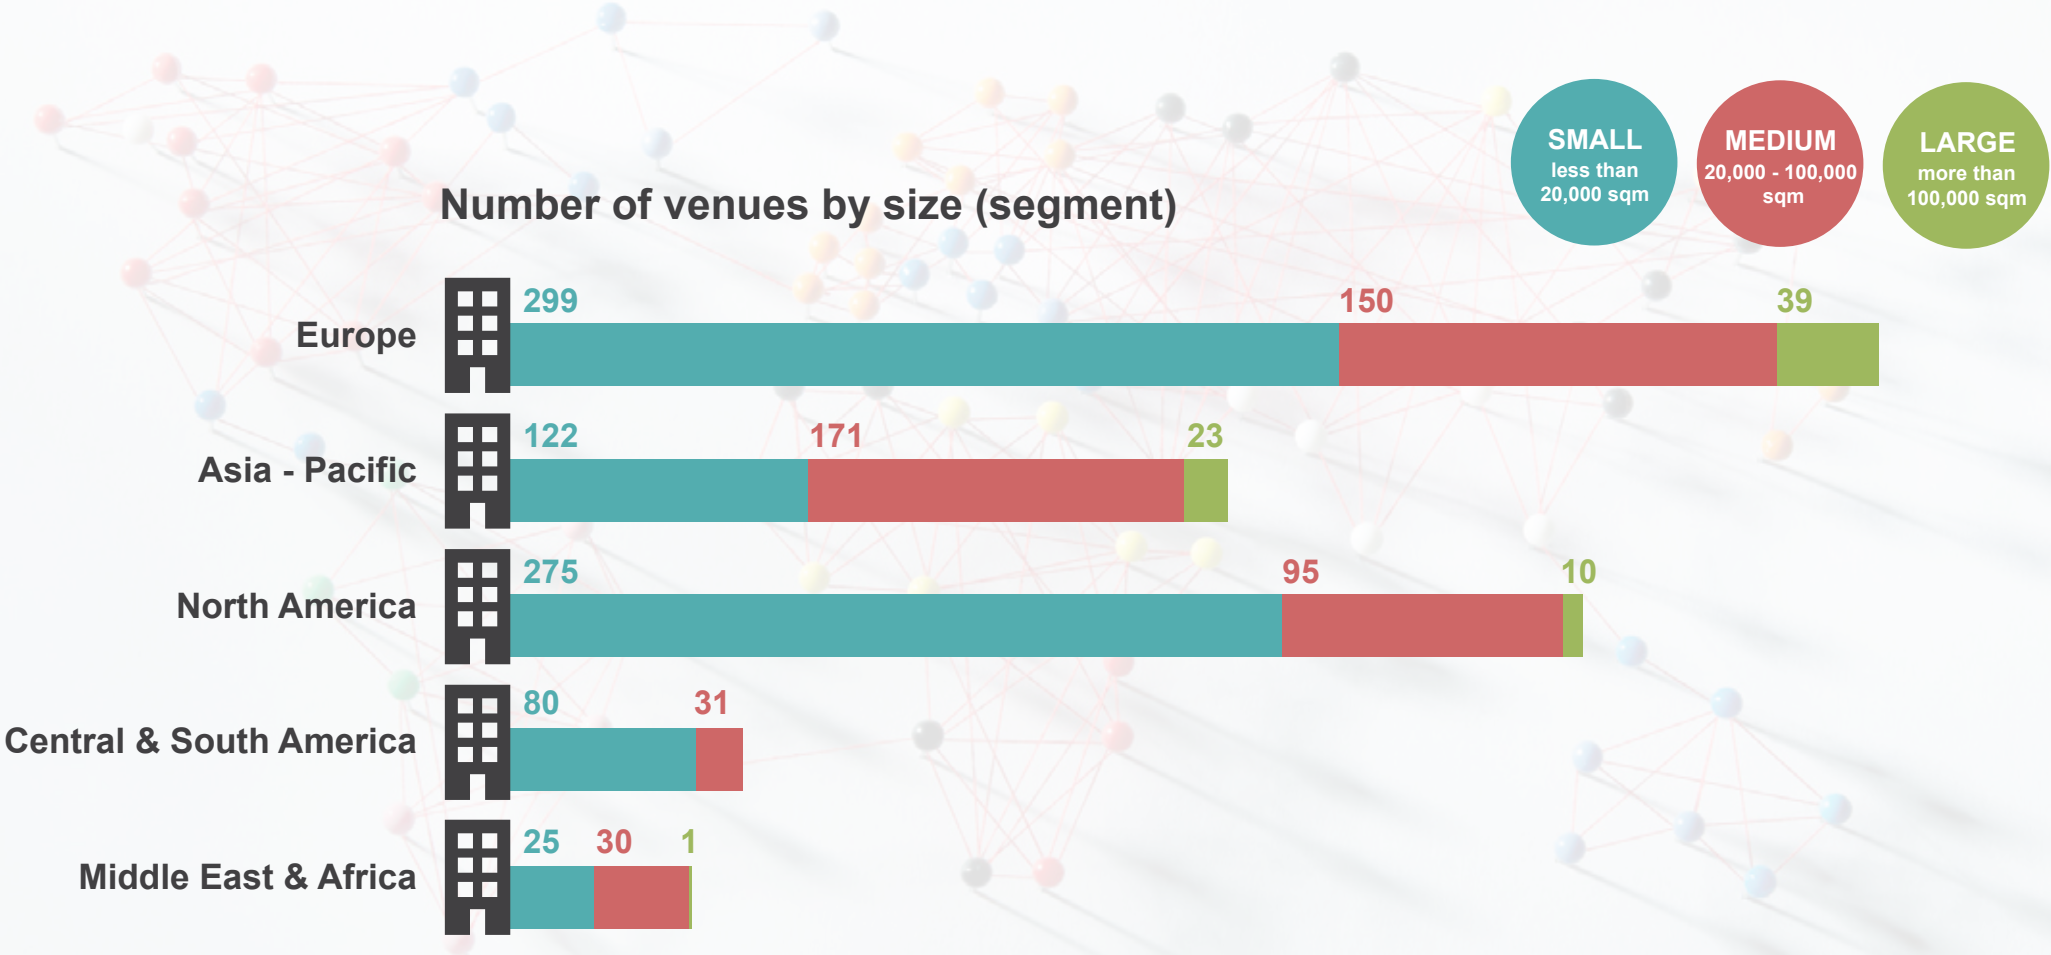 SMALL
less than
20,000 sqm
MEDIUM
20,000 - 100,000
sqm
LARGE
more than
100,000 sqm
Number of venues by size (segment)
299 150 39
Europe
122 171 23
Asia - Pacific
275 95 10
North America
80 31
Central & South America
25 30 1
Middle East & Africa